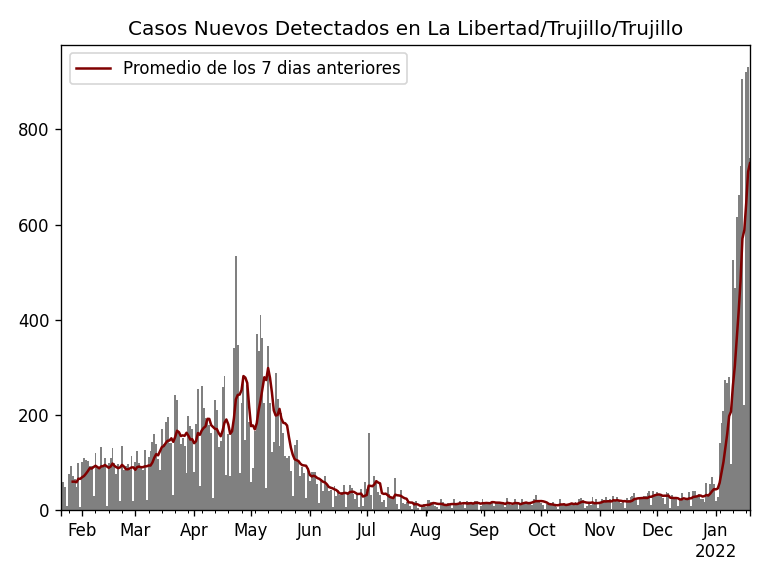 Casos Nuevos Detectados en La Libertad/Trujillo/Trujillo
Promedio de los 7 dias anteriores
800
600
400
200
0
Feb Mar Apr May Jun Jul Aug Sep Oct Nov Dec Jan
2022